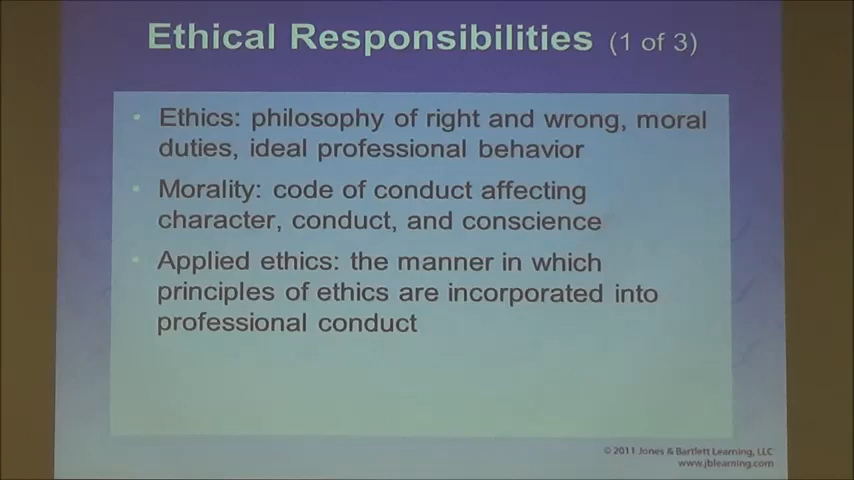 Ethical Responsibilities (1 of 3)
• Ethics: philosophy of right and wrong, moral
duties, ideal professional behavior
• Morality: code of conduct affecting
character, conduct, and conscience
• Applied ethics: the manner in which
principles of ethics are incorporated into
professional conduct
© 2011 Jones & Bartlett Learning, LLC
www.jblearning.com